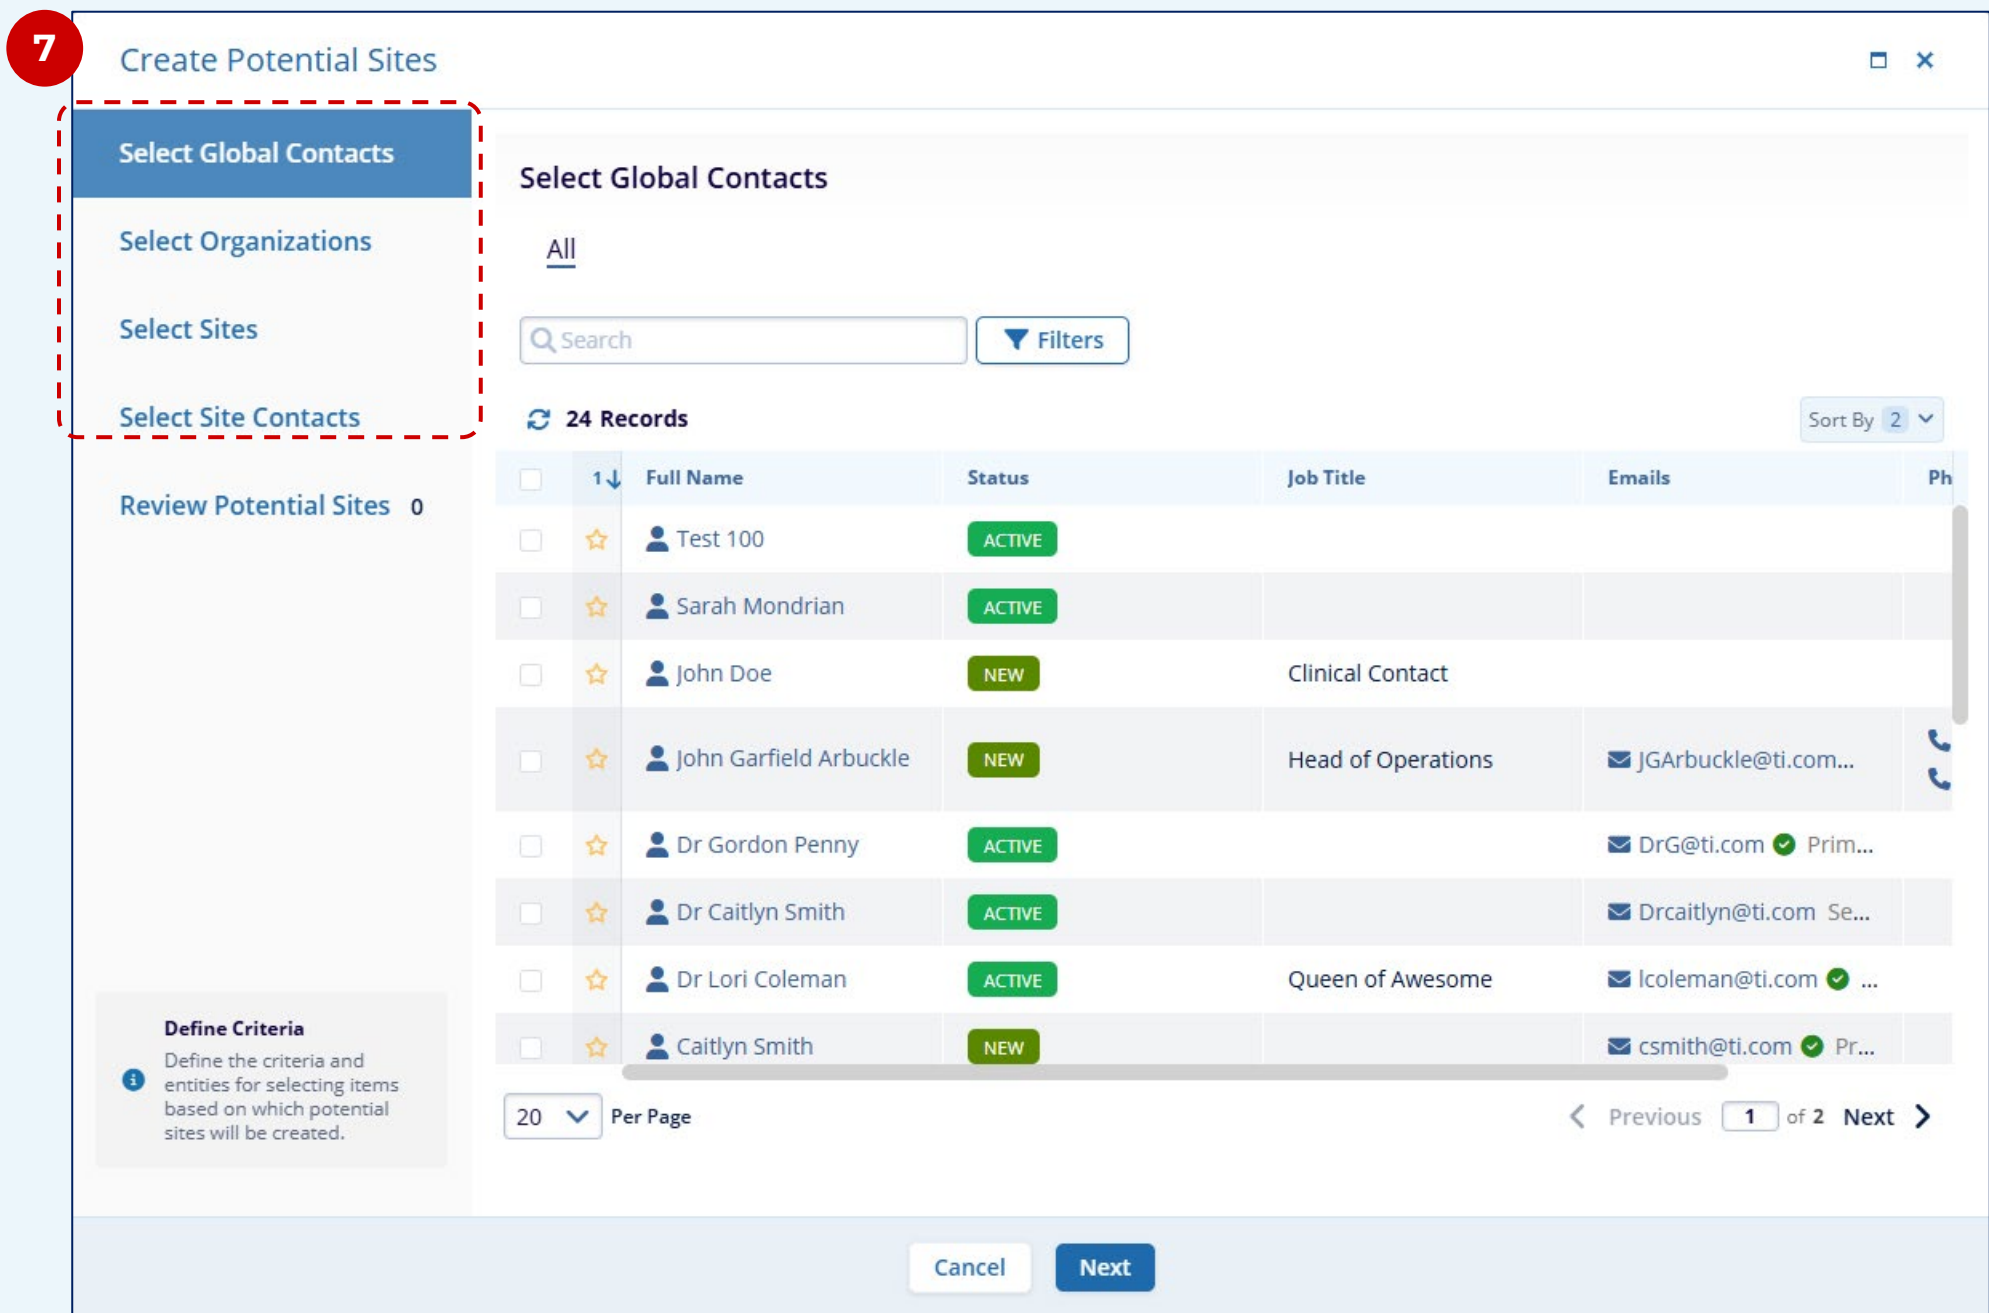 7
Create Potential Sites
Select Global Contacts
Select Organizations
Select Sites
Select Site Contacts
Review Potential Sites 0
Define Criteria
Define the criteria and
entities for selecting items
based on which potential
sites will be created.
Select Global Contacts
All
Search
Filters
24 Records
Sort By 2
1 Full Name Status Job Title Emails Ph
Test 100 ACTIVE
Sarah Mondrian ACTIVE
John Doe NEW Clinical Contact
John Garfield Arbuckle NEW Head of Operations JGArbuckle@ti.com...
Dr Gordon Penny ACTIVE DrG@ti.com Prim...
Dr Caitlyn Smith ACTIVE Drcaitlyn@ti.com Se...
Dr Lori Coleman ACTIVE Queen of Awesome lcoleman@ti.com ...
Caitlyn Smith NEW csmith@ti.com Pr...
20 Per Page Previous 1 of 2 Next
Cancel Next